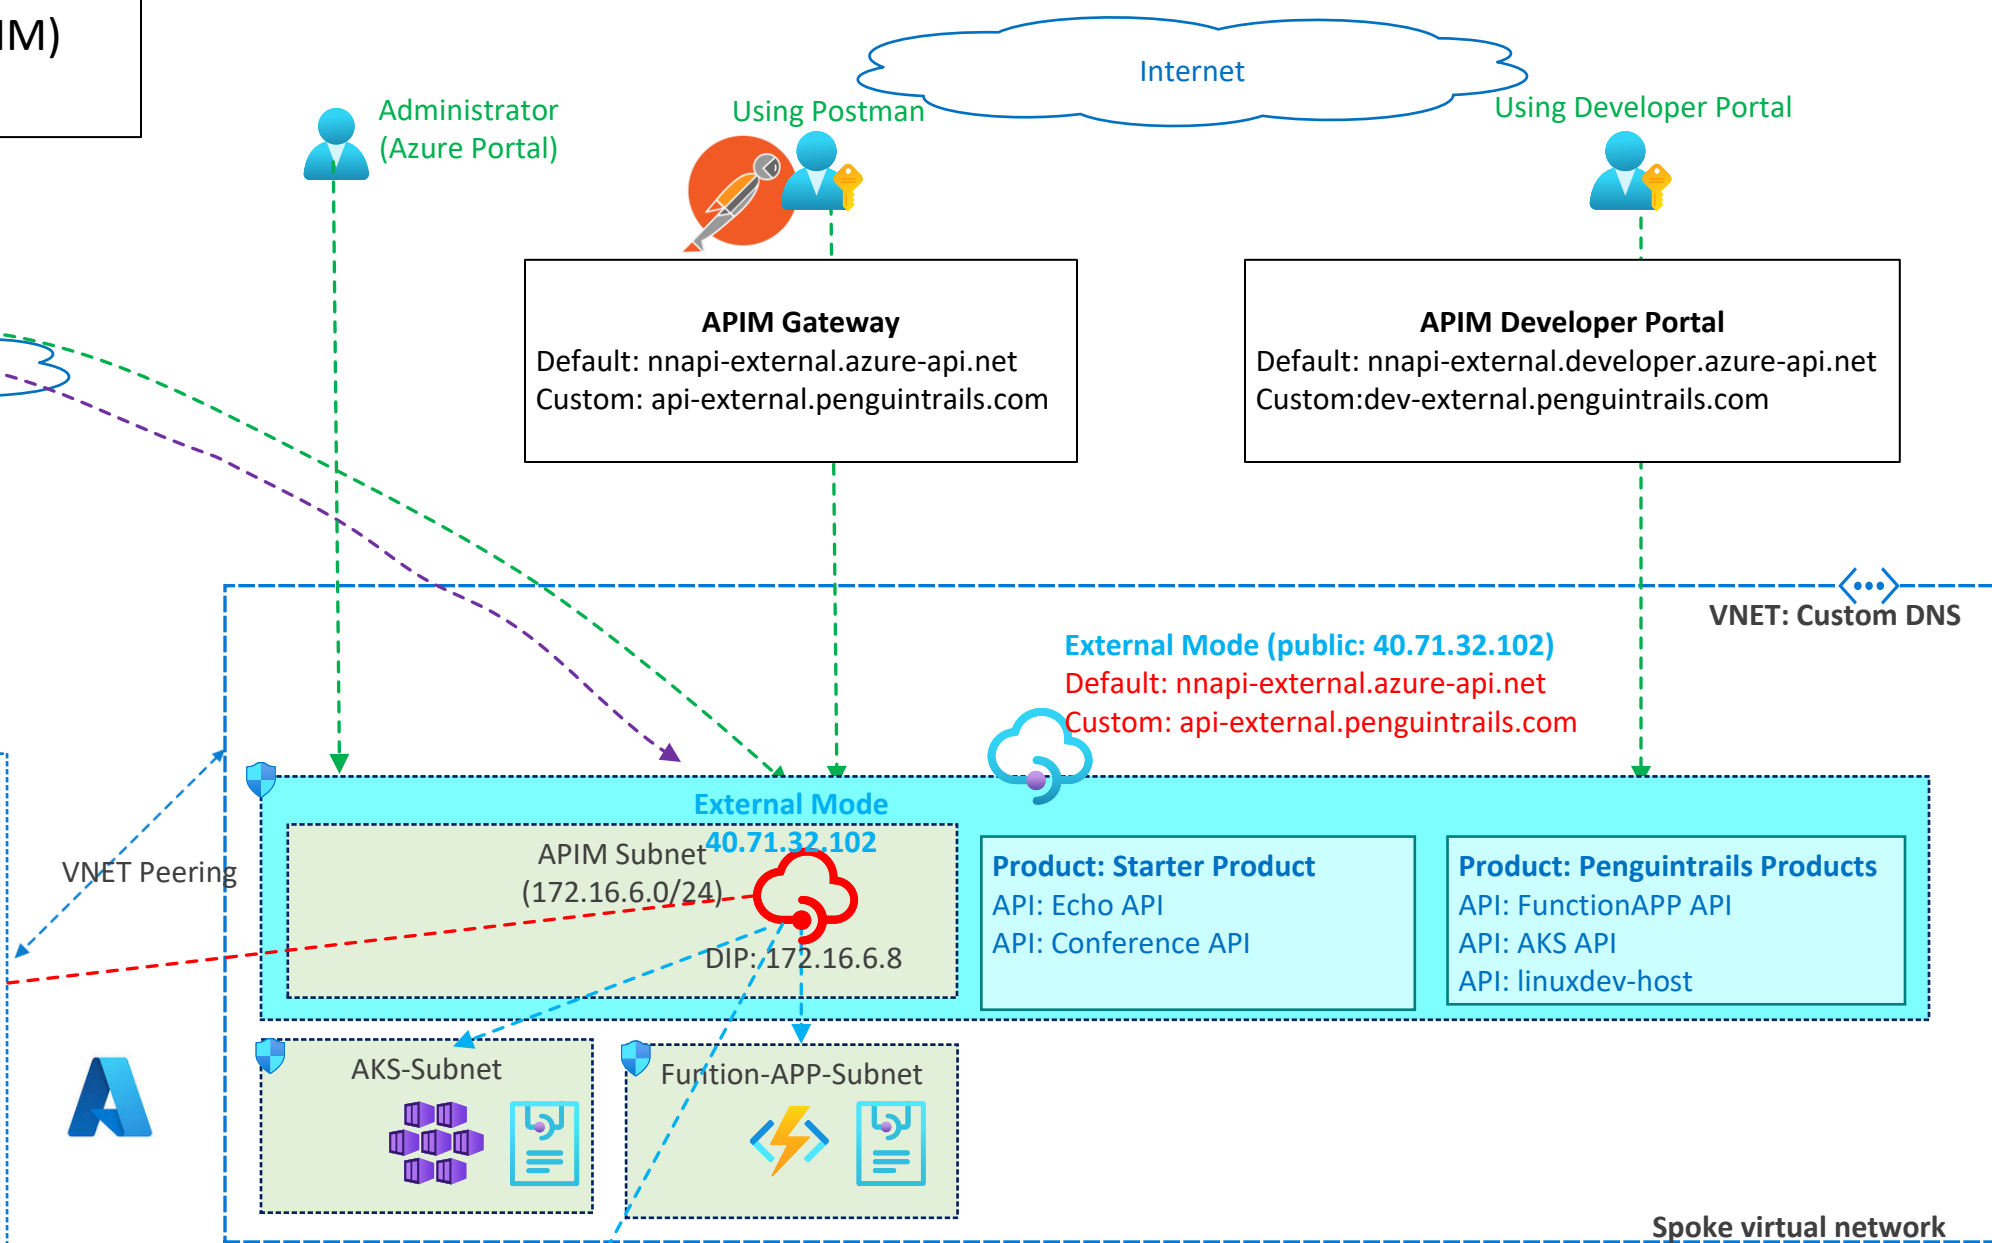 IM)
Internet
Administrator
(Azure Portal)
Using Postman
Using Developer Portal
APIM Gateway
Default: nnapi-external.azure-api.net
Custom: api-external.penguintrails.com
APIM Developer Portal
Default: nnapi-external.developer.azure-api.net
Custom:dev-external.penguintrails.com
VNET: Custom DNS
External Mode (public: 40.71.32.102)
Default: nnapi-external.azure-api.net
Custom: api-external.penguintrails.com
External Mode
40.71.32.102
APIM Subnet
(172.16.6.0/24)
DIP: 172.16.6.8
VNET Peering
Product: Starter Product
API: Echo API
API: Conference API
Product: Penguintrails Products
API: FunctionAPP API
API: AKS API
API: linuxdev-host
AKS-Subnet
Funtion-APP-Subnet
Spoke virtual network